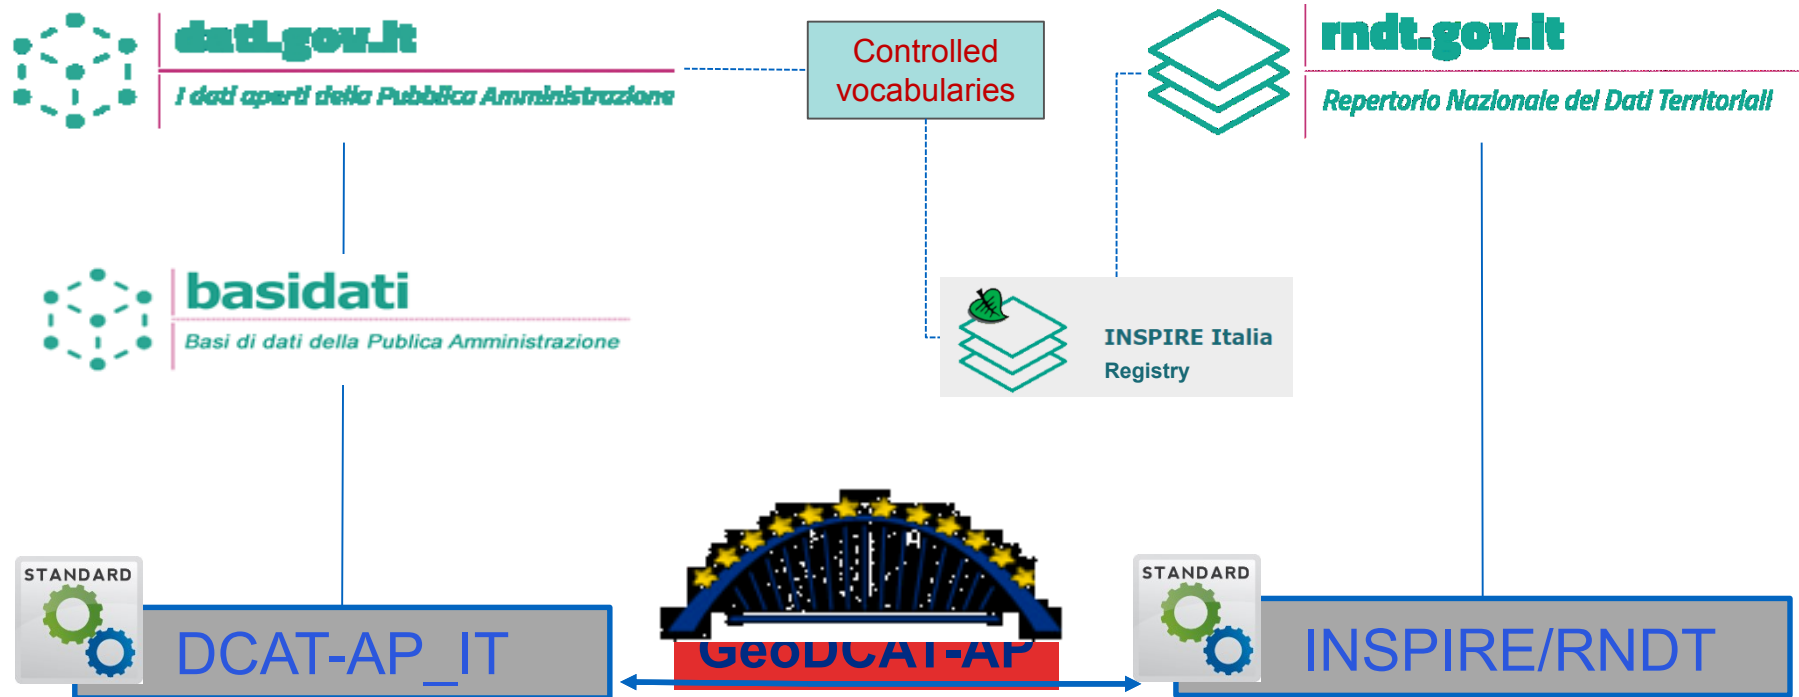 dati.gov.it
I dati aperti della Pubblica Amministrazione
Controlled
vocabularies
rndt.gov.it
Repertorio Nazionale dei Dati Territoriali
basidati
Basi di dati della Publica Amministrazione
INSPIRE Italia
Registry
STANDARD
DCAT-AP_IT
GeoDCAT-AP
STANDARD
INSPIRE/RNDT